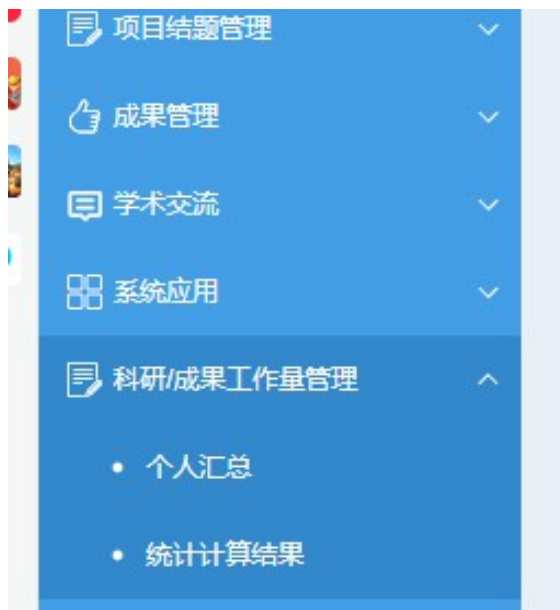 项目结题管理
成果管理
学术交流
系统应用
科研/成果工作量管理
个人汇总
统计计算结果